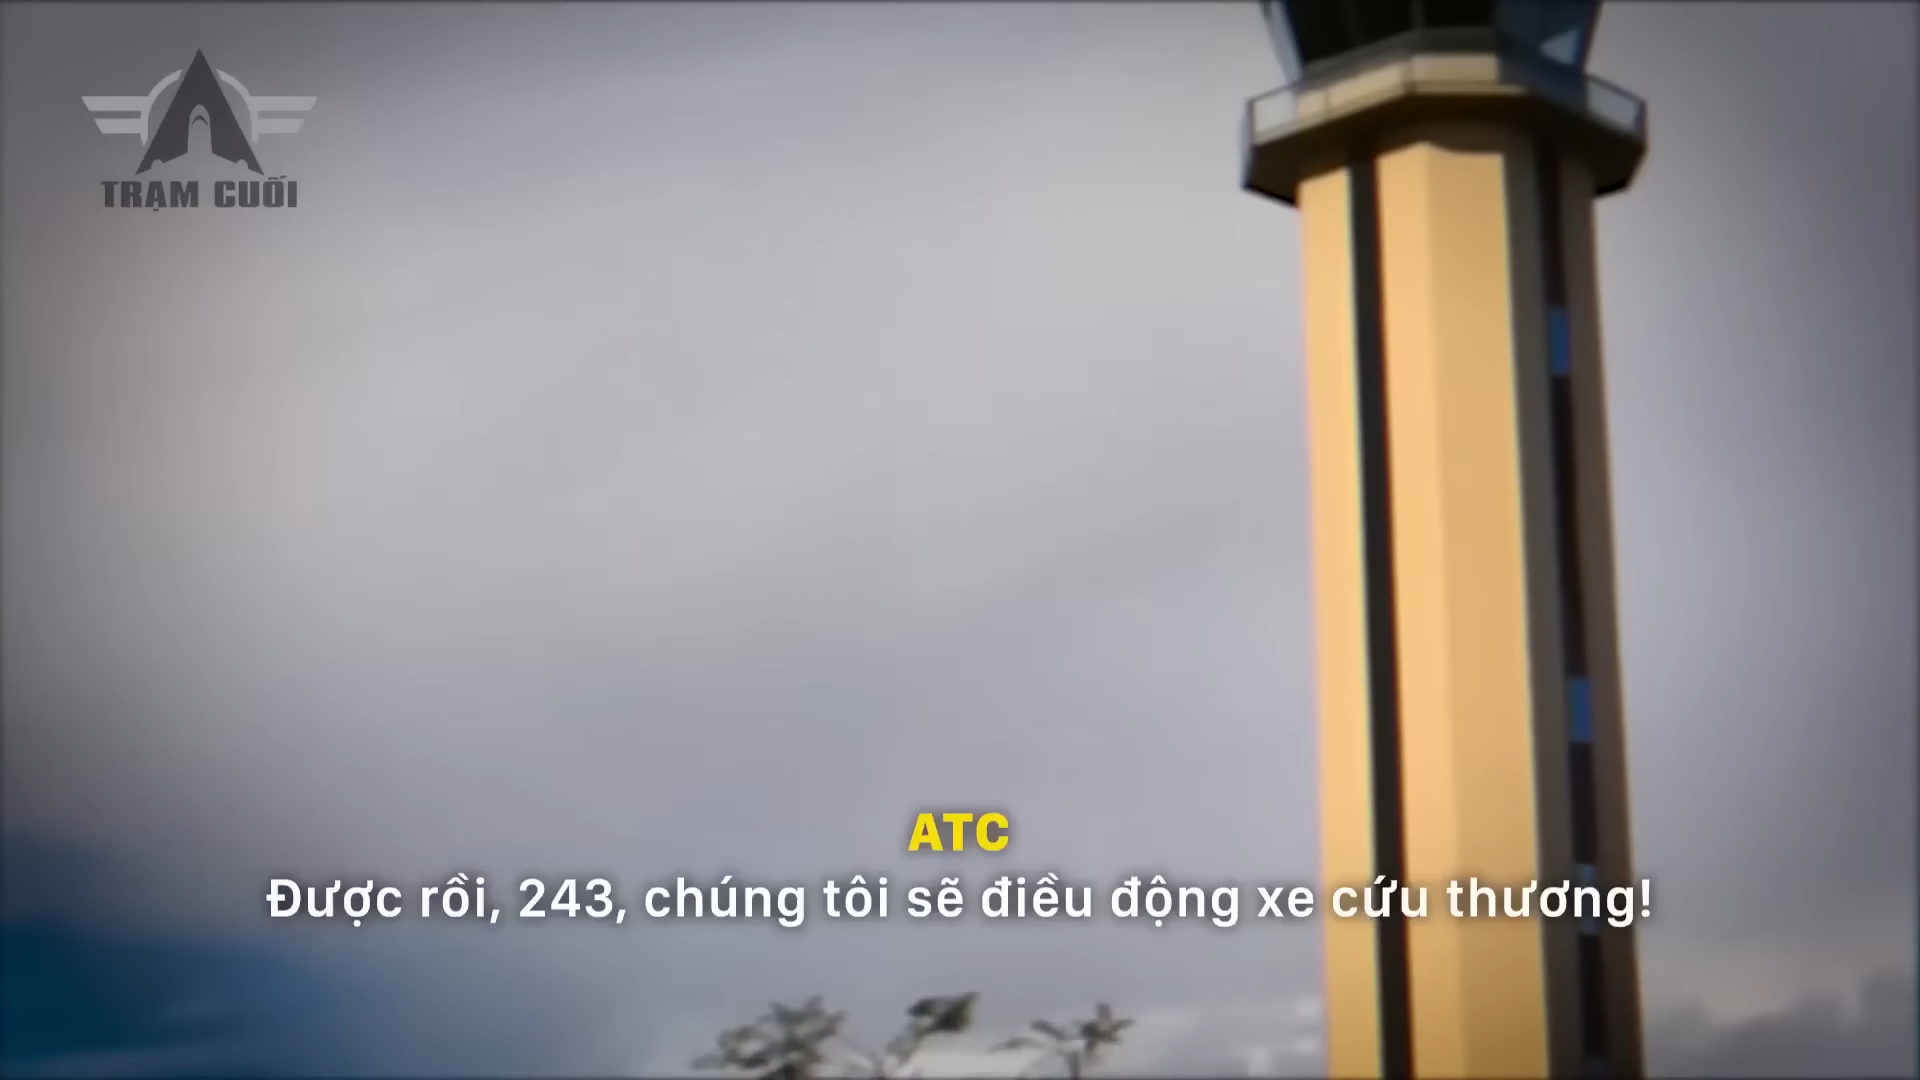 TRẠM CUỐI
ATC
Được rồi, 243, chúng tôi sẽ điều động xe cứu thương!